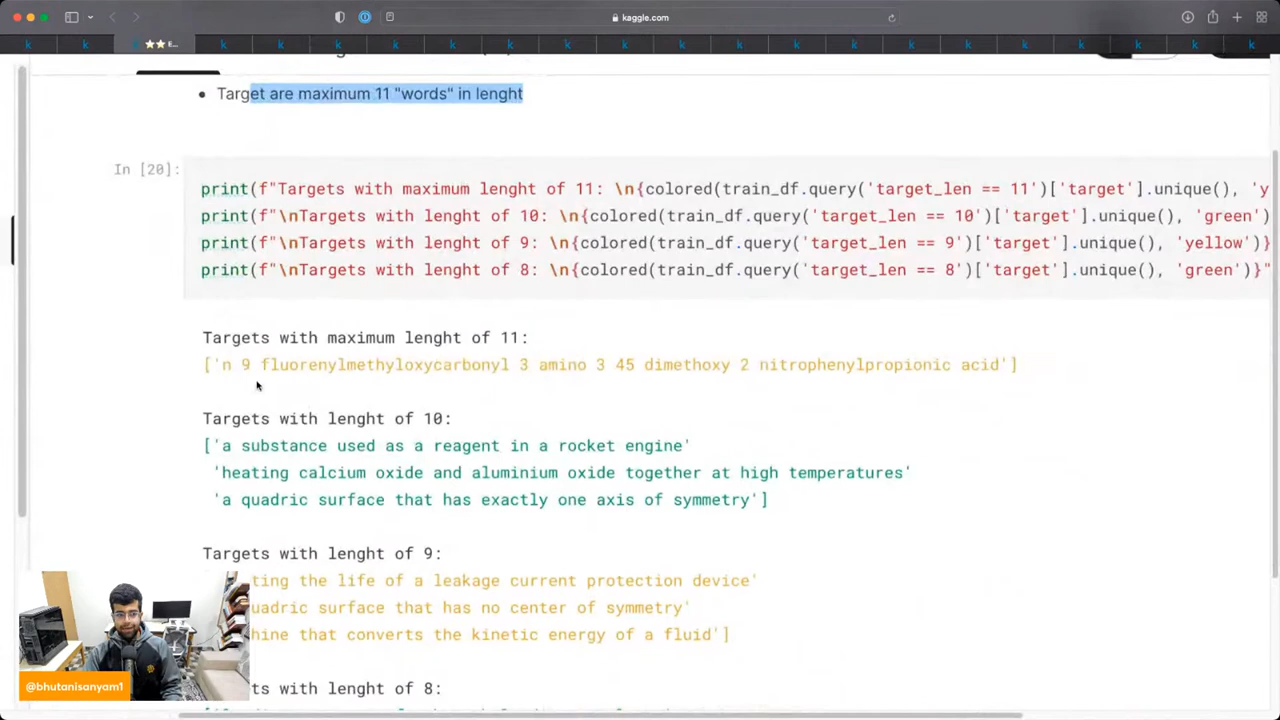 kaggle.com
⭐⭐ E...
• Target are maximum 11 "words" in lenght
In [20]:
print(f"Targets with maximum lenght of 11: \n{colored(train_df.query('target_len == 11')['target'].unique(), 'y
print(f"\nTargets with lenght of 10: \n{colored(train_df.query('target_len == 10')['target'].unique(), 'green')
print(f"\nTargets with lenght of 9: \n{colored(train_df.query('target_len == 9')['target'].unique(), 'yellow')}
print(f"\nTargets with lenght of 8: \n{colored(train_df.query('target_len == 8')['target'].unique(), 'green')}"
Targets with maximum lenght of 11:
['n 9 fluorenylmethyloxycarbonyl 3 amino 3 45 dimethoxy 2 nitrophenylpropionic acid']
Targets with lenght of 10:
['a substance used as a reagent in a rocket engine'
'heating calcium oxide and aluminium oxide together at high temperatures'
'a quadric surface that has exactly one axis of symmetry']
Targets with lenght of 9:
ting the life of a leakage current protection device'
quadric surface that has no center of symmetry'
hine that converts the kinetic energy of a fluid']
ts with lenght of 8:
@bhutanisanyam1